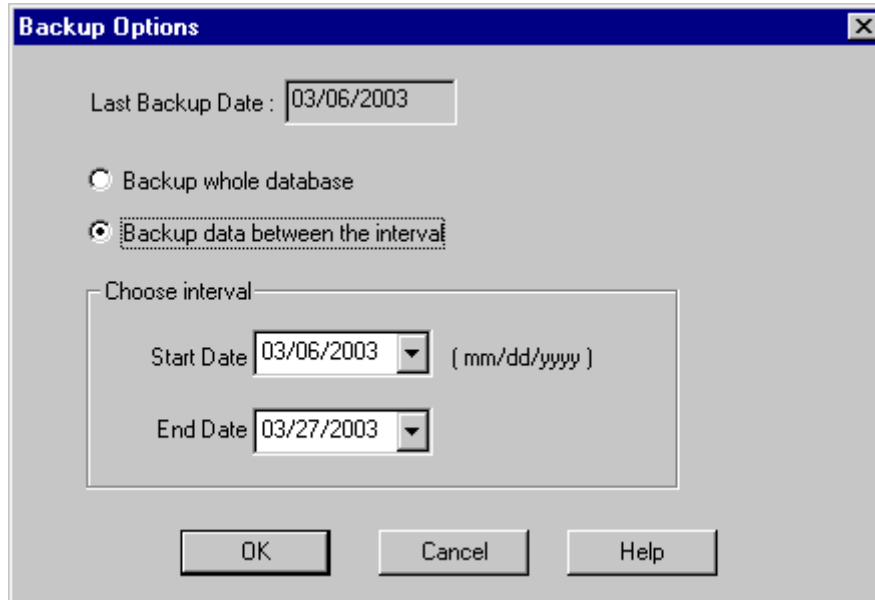 Backup Options
Last Backup Date : 03/06/2003
Backup whole database
Backup data between the interval
Choose interval
Start Date 03/06/2003 ( mm/dd/yyyy )
End Date 03/27/2003
OK Cancel Help